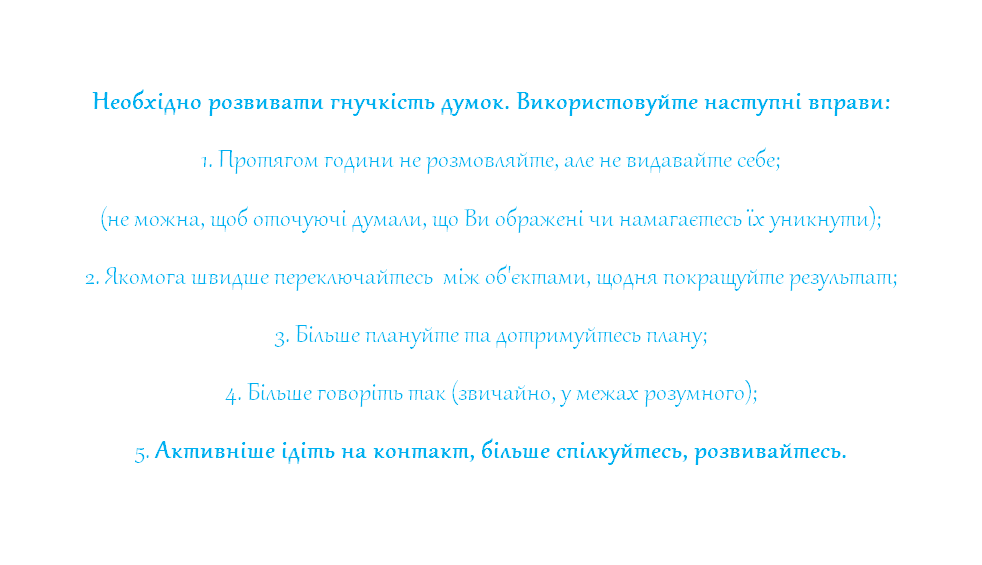 Необхідно розвивати гнучкість думок. Використовуйте наступні вправи:
1. Протягом години не розмовляйте, але не видавайте себе;
(не можна, щоб оточуючі думали, що Ви ображені чи намагаєтесь їх уникнути);
2. Якомога швидше переключайтесь  між об'єктами, щодня покращуйте результат;
3. Більше плануйте та дотримуйтесь плану;
4. Більше говоріть так (звичайно, у межах розумного);
5. Активніше ідіть на контакт, більше спілкуйтесь, розвивайтесь.